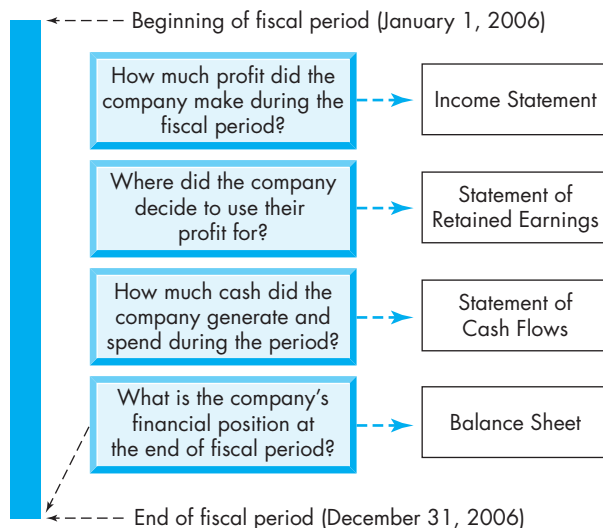 Beginning of fiscal period (January 1, 2006)
How much profit did the
company make during the
fiscal period?
Income Statement
Where did the company
decide to use their
profit for?
Statement of
Retained Earnings
How much cash did the
company generate and
spend during the period?
Statement of
Cash Flows
What is the company's
financial position at
the end of fiscal period?
Balance Sheet
End of fiscal period (December 31, 2006)